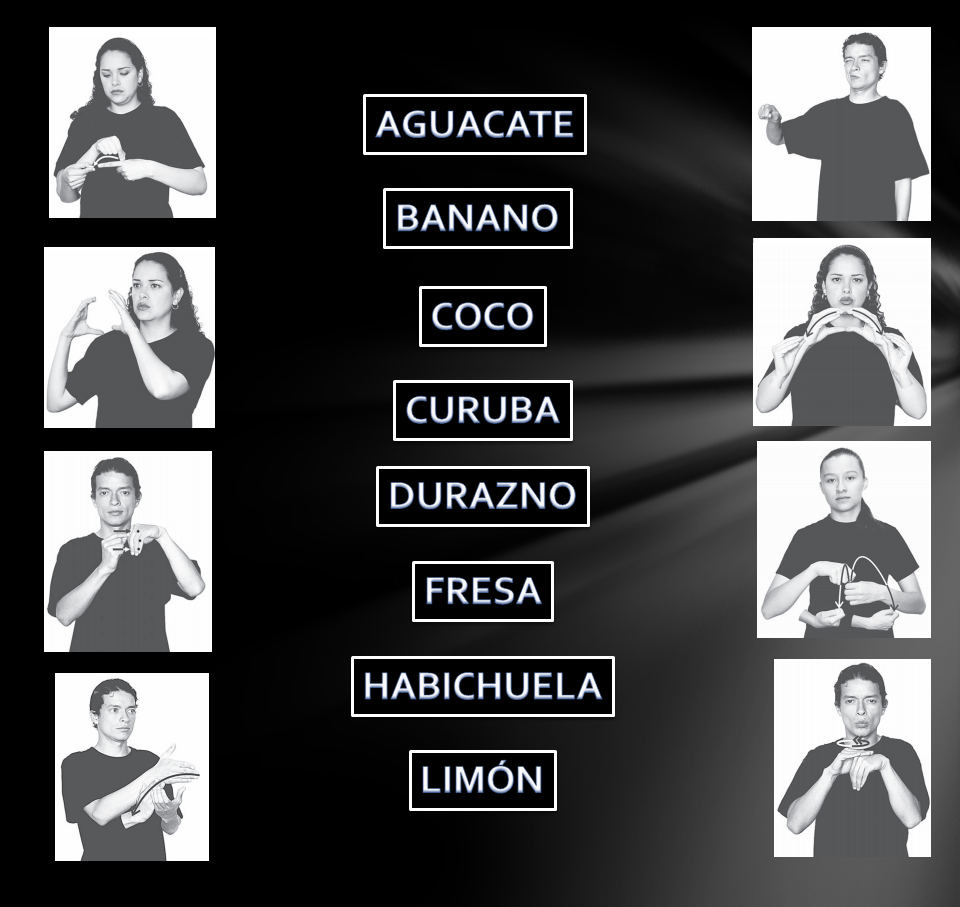 AGUACATE
BANANO
COCO
CURUBA
DURAZNO
FRESA
HABICHUELA
LIMÓN